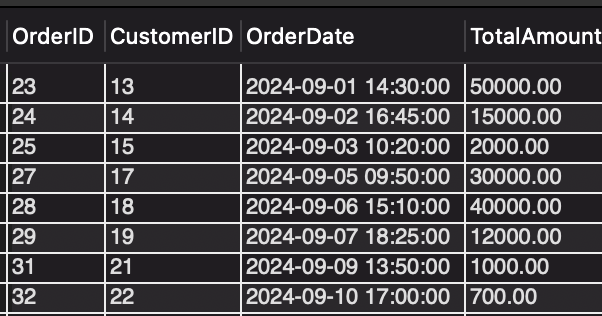 OrderID CustomerID OrderDate TotalAmount
23 13 2024-09-01 14:30:00 50000.00
24 14 2024-09-02 16:45:00 15000.00
25 15 2024-09-03 10:20:00 2000.00
27 17 2024-09-05 09:50:00 30000.00
28 18 2024-09-06 15:10:00 40000.00
29 19 2024-09-07 18:25:00 12000.00
31 21 2024-09-09 13:50:00 1000.00
32 22 2024-09-10 17:00:00 700.00